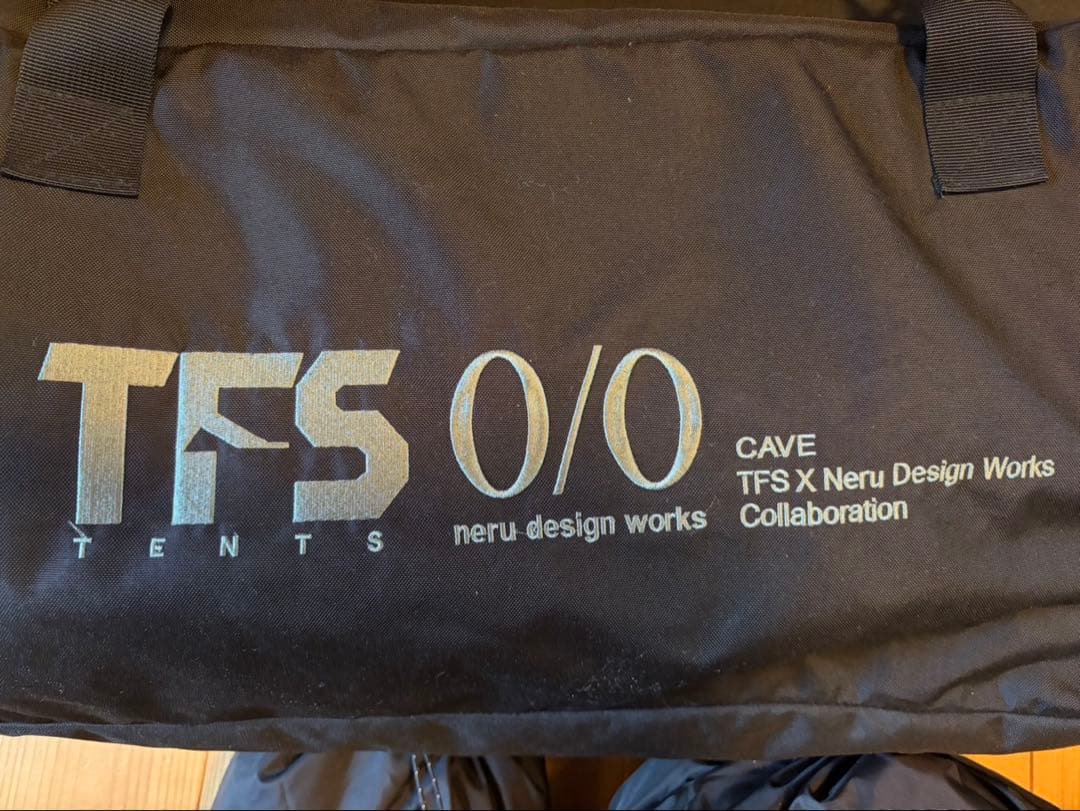 TFS
TENTS
0/0
neru design works
CAVE
TFS X Neru Design Works
Collaboration